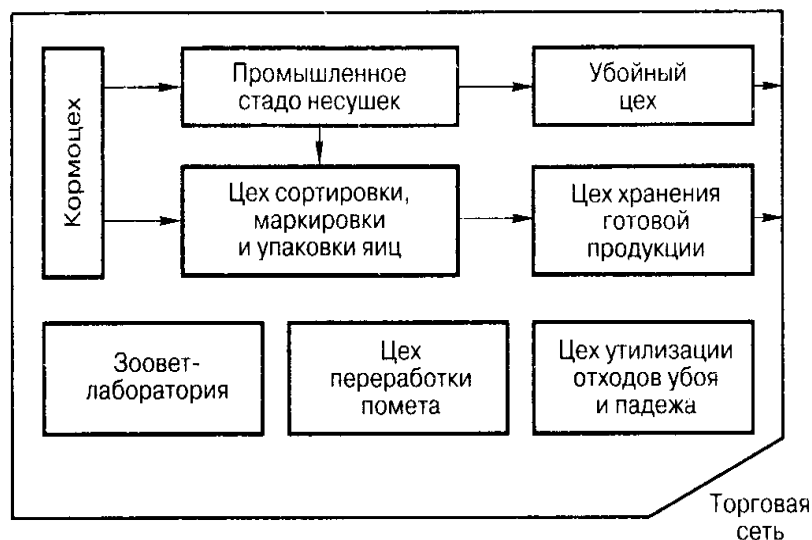 Кормоцех
Промышленное
стадо несушек
Убойный
цех
Цех сортировки,
маркировки
и упаковки яиц
Цех хранения
готовой
продукции
Зоовет-
лаборатория
Цех
переработки
помета
Цех утилизации
отходов убоя
и падежа
Торговая
сеть